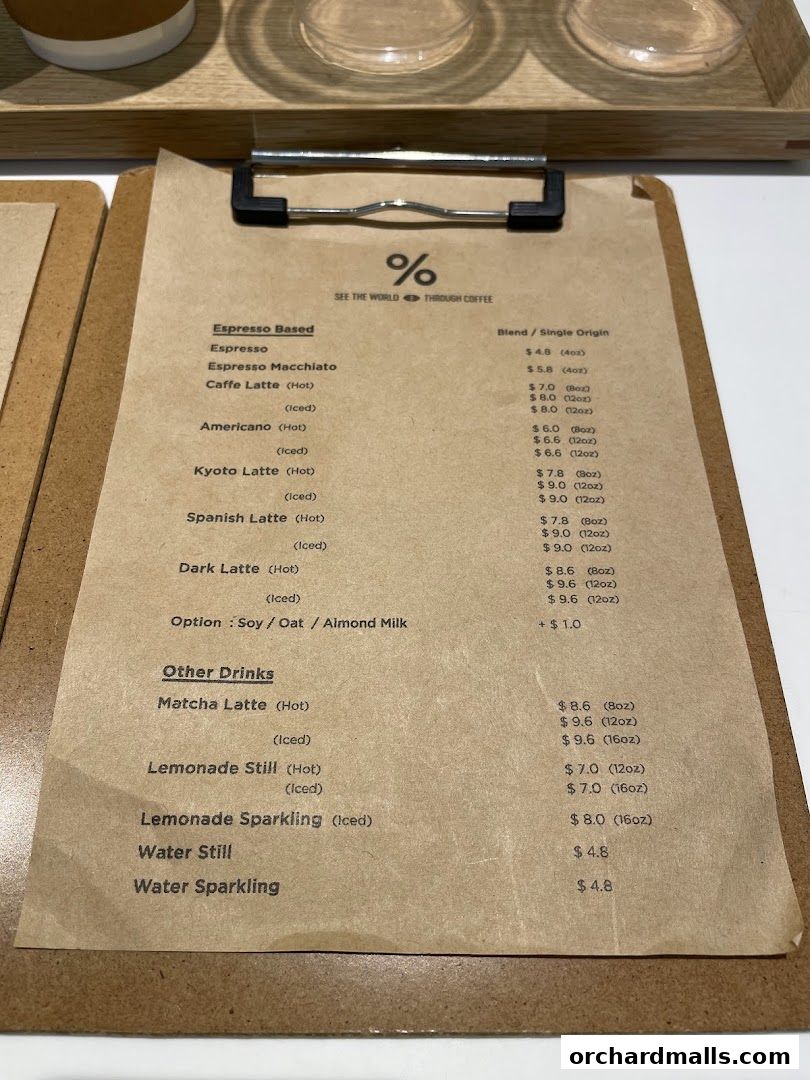 %
SEE THE WORLD THROUGH COFFEE
Espresso Based Blend / Single Origin
Espresso $ 4.8 (4oz)
Espresso Macchiato $ 5.8 (4oz)
Caffe Latte (Hot) $ 7.0 (8oz)
$ 8.0 (12oz)
(Iced) $ 8.0 (12oz)
Americano (Hot) $ 6.0 (8oz)
$ 6.6 (12oz)
(Iced) $ 6.6 (12oz)
Kyoto Latte (Hot) $ 7.8 (8oz)
$ 9.0 (12oz)
(Iced) $ 9.0 (12oz)
Spanish Latte (Hot) $ 7.8 (8oz)
$ 9.0 (12oz)
(Iced) $ 9.0 (12oz)
Dark Latte (Hot) $ 8.6 (8oz)
$ 9.6 (12oz)
(Iced) $ 9.6 (12oz)
Option : Soy / Oat / Almond Milk + $ 1.0
Other Drinks
Matcha Latte (Hot) $ 8.6 (8oz)
$ 9.6 (12oz)
(Iced) $ 9.6 (16oz)
Lemonade Still (Hot) $ 7.0 (12oz)
(Iced) $ 7.0 (16oz)
Lemonade Sparkling (Iced) $ 8.0 (16oz)
Water Still $ 4.8
Water Sparkling $ 4.8
orchardmalls.com